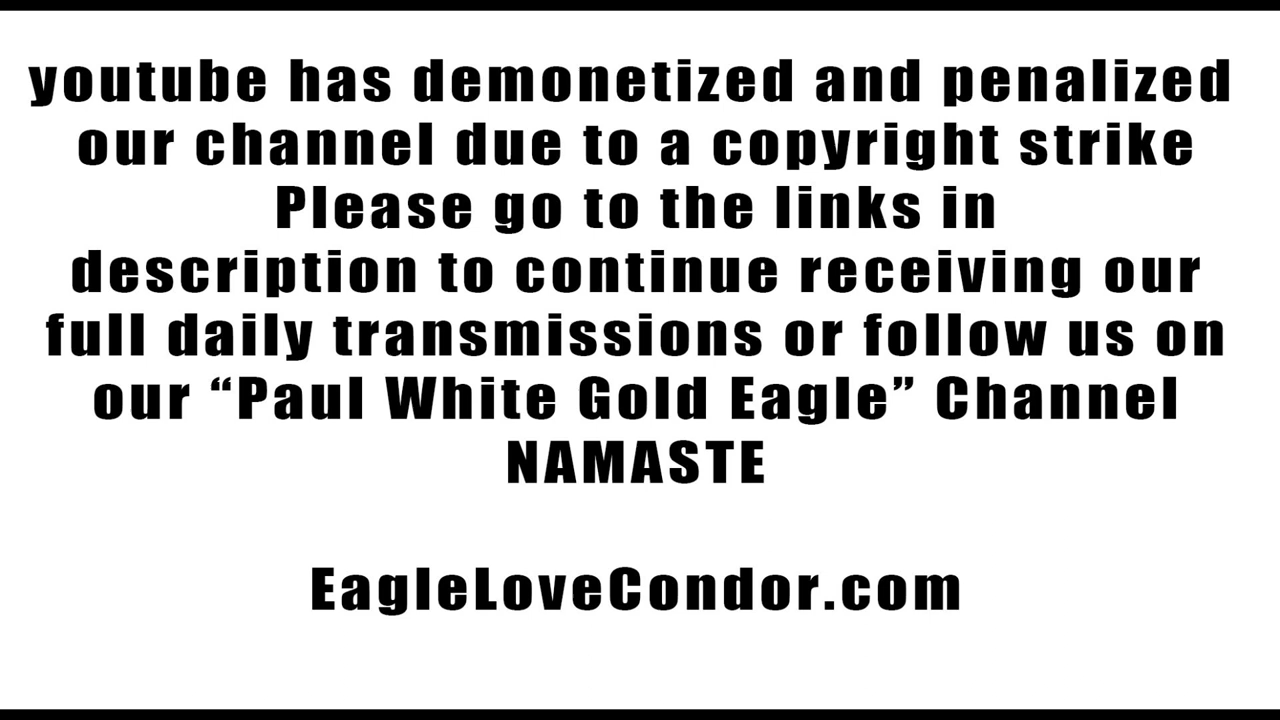 youtube has demonetized and penalized
our channel due to a copyright strike
Please go to the links in
description to continue receiving our
full daily transmissions or follow us on
our “Paul White Gold Eagle” Channel
NAMASTE
EagleLoveCondor.com